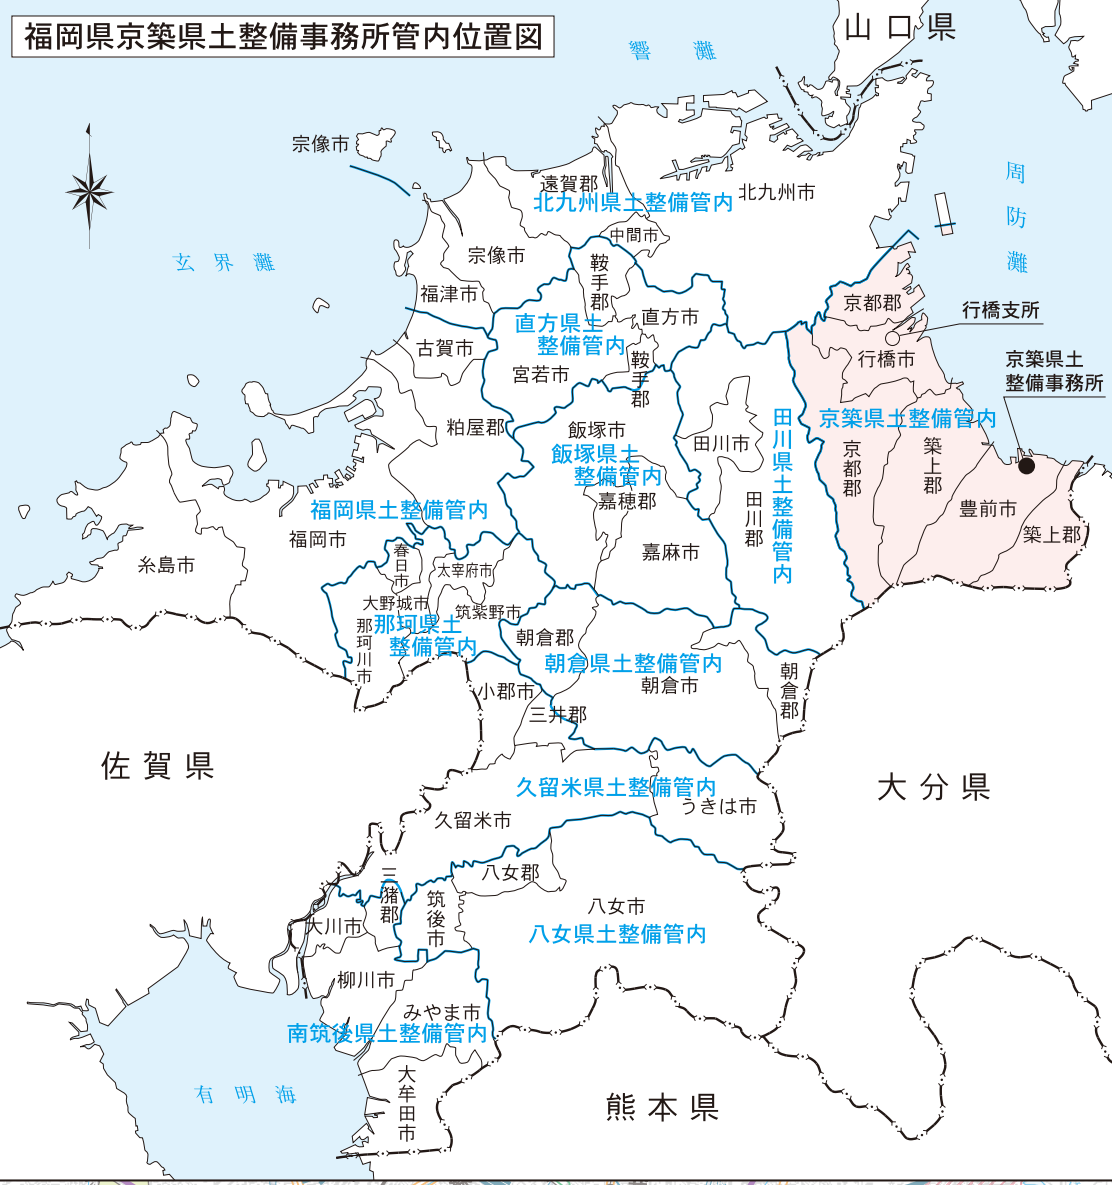 福岡県京築県土整備事務所管内位置図
山口県
響灘
宗像市
遠賀郡
北九州県土整備管内
北九州市
周防灘
中間市
宗像市
玄界灘
鞍手郡
福津市
京都郡
行橋支所
直方県土
整備管内
直方市
古賀市
行橋市
京築県土
整備事務所
宮若市
鞍手郡
粕屋郡
飯塚市
田川市
田川県土整備管内
京築県土整備管内
飯塚県土
整備管内
京都郡
築上郡
嘉穂郡
田川郡
豊前市
福岡県土整備管内
福岡市
築上郡
春日市
太宰府市
嘉麻市
糸島市
大野城市
筑紫野市
那珂県土
整備管内
那珂川市
朝倉郡
朝倉県土整備管内
朝倉市
朝倉郡
小郡市
三井郡
佐賀県
大分県
久留米県土整備管内
うきは市
久留米市
三潴郡
八女郡
筑後市
八女市
大川市
八女県土整備管内
柳川市
みやま市
南筑後県土整備管内
有明海
大牟田市
熊本県